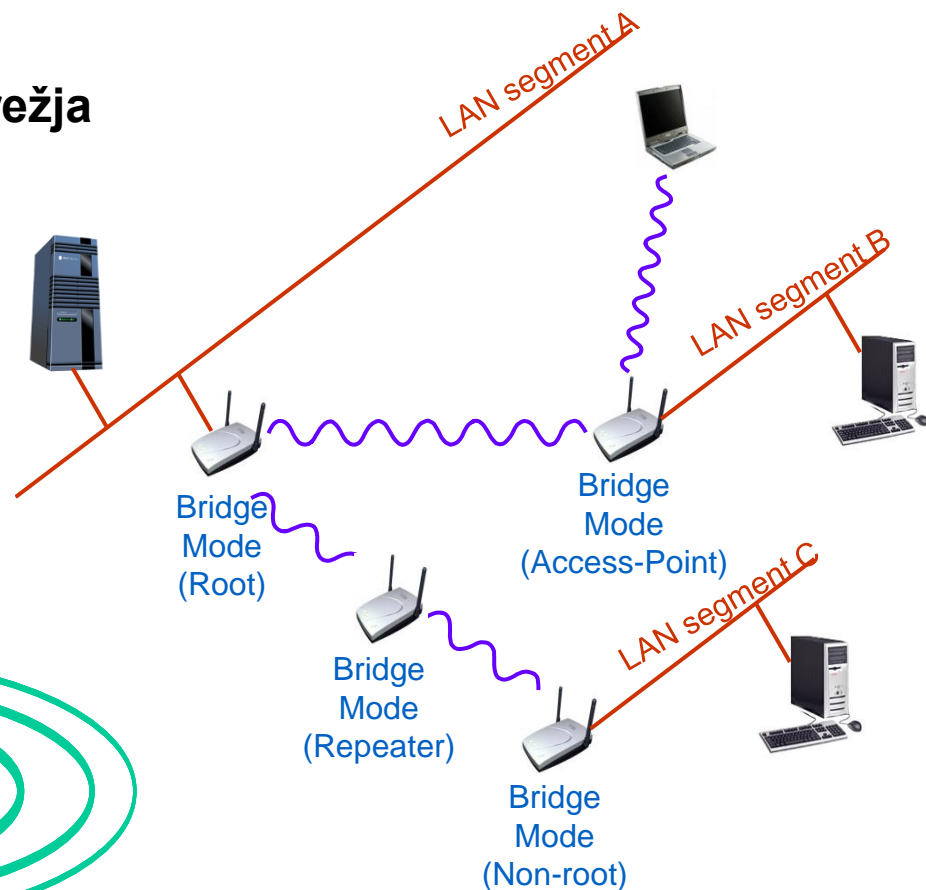 LAN segment A
ežja
LAN segment B
Bridge
Mode
(Root)
Bridge
Mode
(Access-Point)
LAN segment C
Bridge
Mode
(Repeater)
Bridge
Mode
(Non-root)